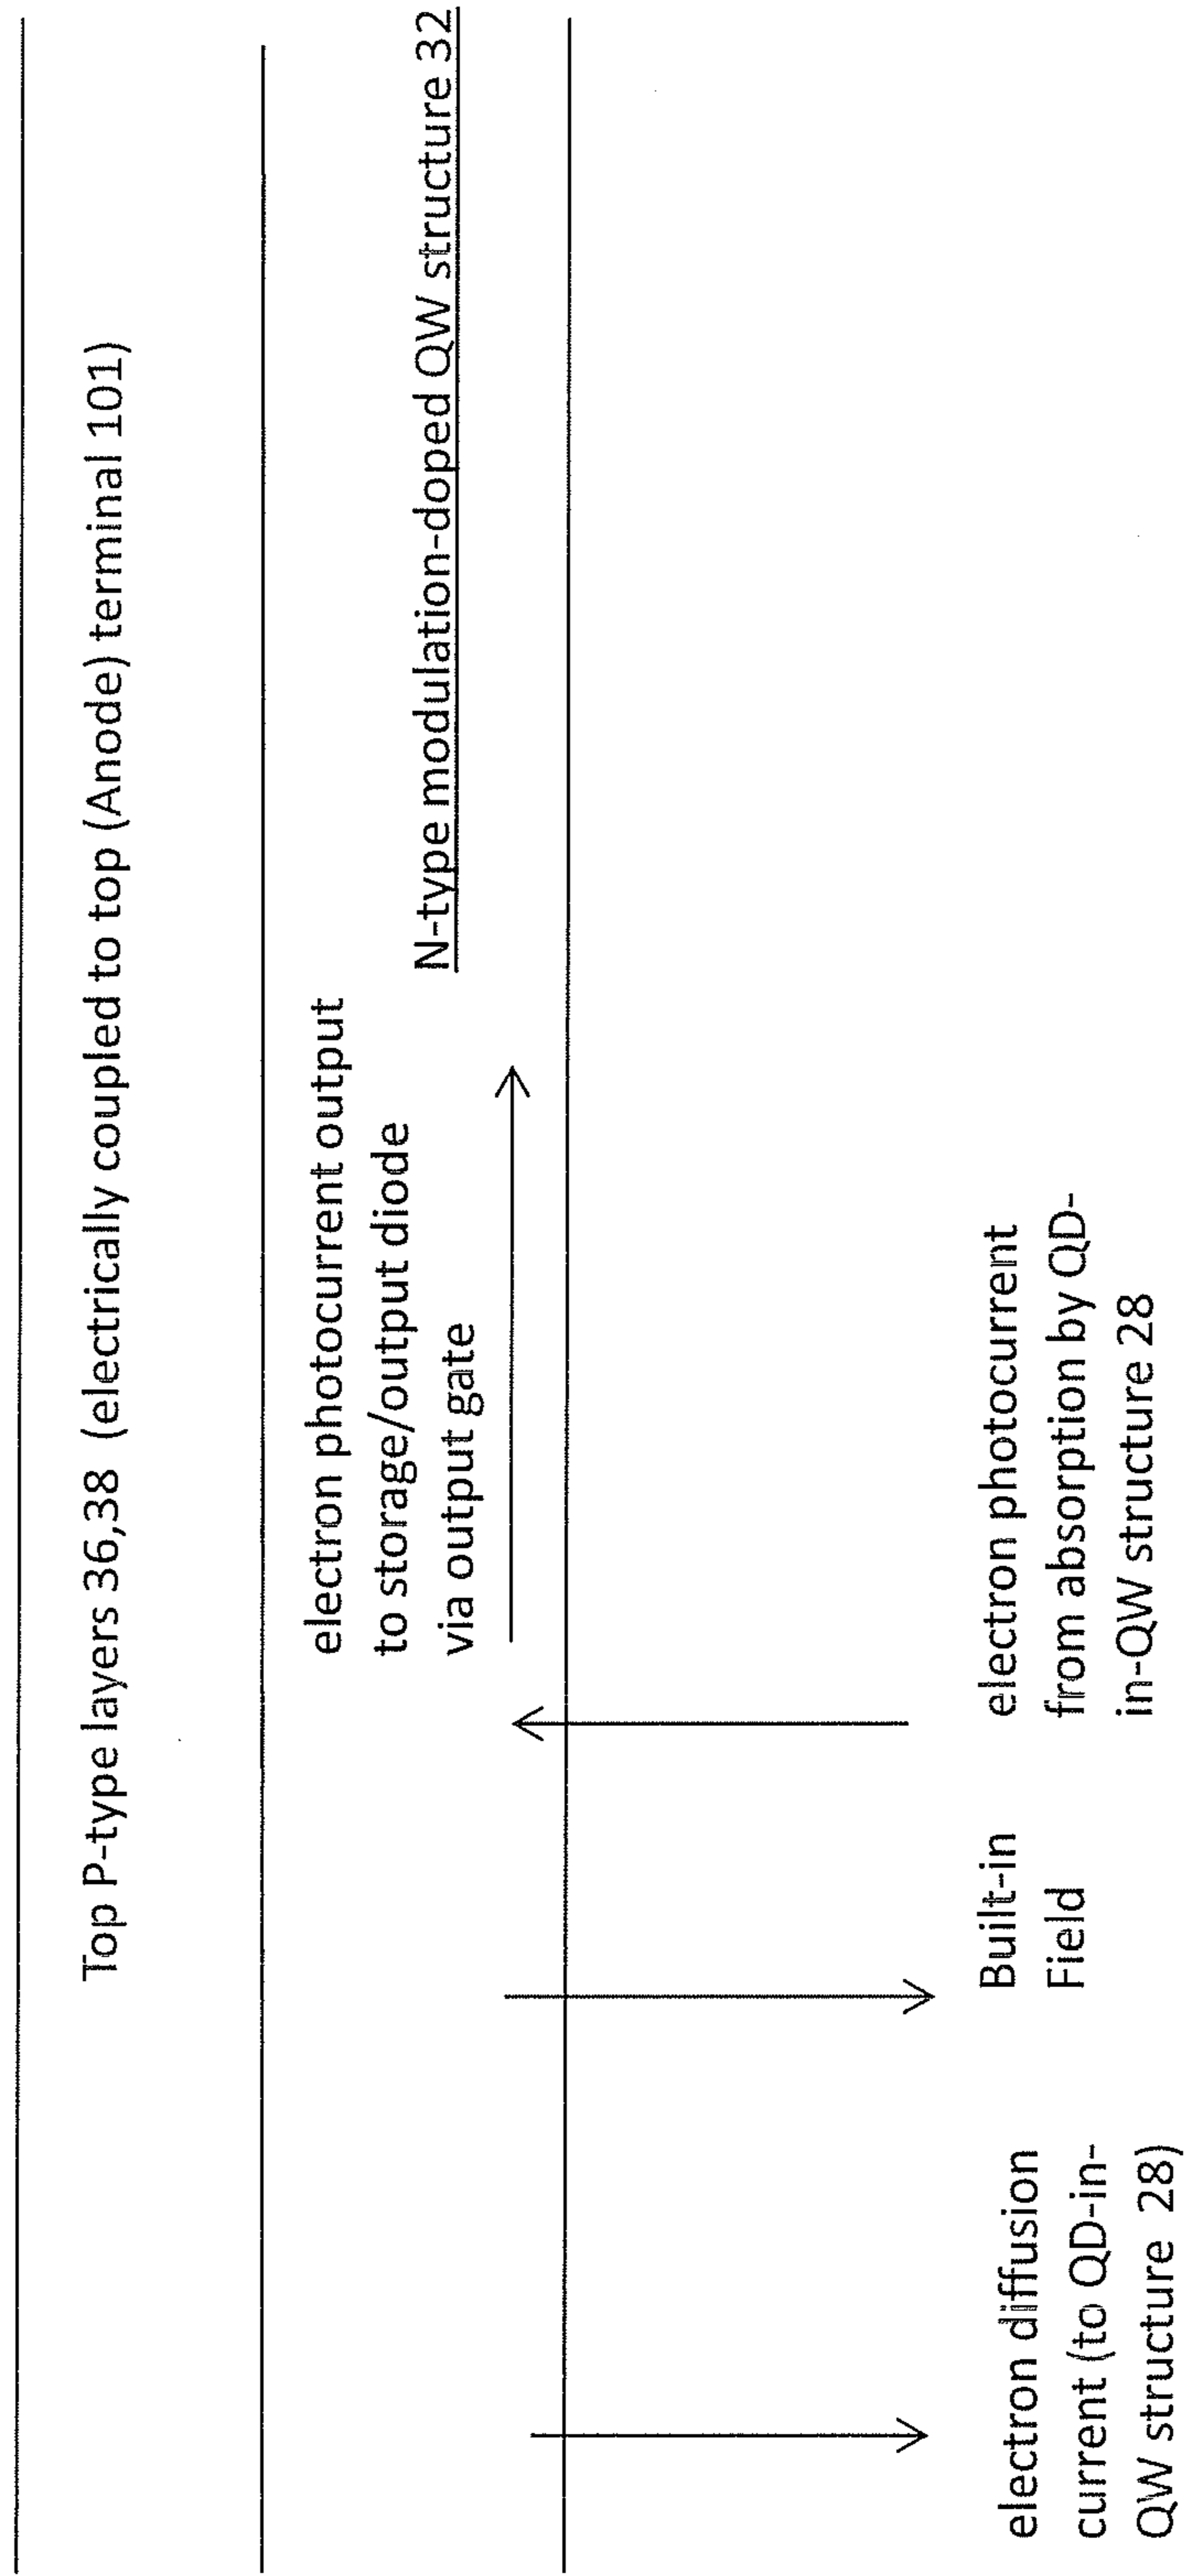 Top P-type layers 36,38 (electrically coupled to top (Anode) terminal 101)
electron photocurrent output
to storage/output diode
via output gate
N-type modulation-doped QW structure 32
electron diffusion
current (to QD-in-
QW structure 28)
Built-in
Field
electron photocurrent
from absorption by QD-
in-QW structure 28